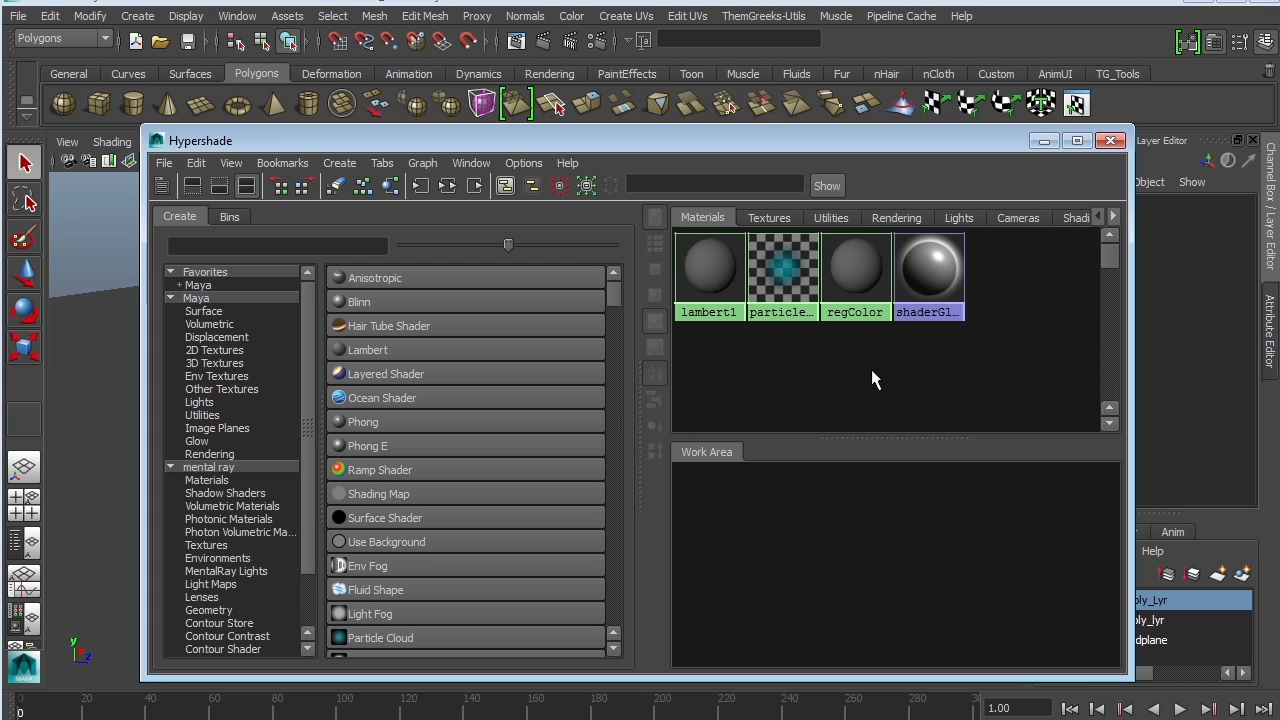 File Edit Modify Create Display Window Assets Select Mesh Edit Mesh Proxy Normals Color Create UVs Edit UVs ThemGreeks-Utils Muscle Pipeline Cache Help
Polygons
General Curves Surfaces Polygons Deformation Animation Dynamics Rendering PaintEffects Toon Muscle Fluids Fur nHair nCloth Custom AnimUI TG_Tools
View Shading
Hypershade
File Edit View Bookmarks Create Tabs Graph Window Options Help
Show
Create Bins
Favorites
+ Maya
Maya
Surface
Volumetric
Displacement
2D Textures
3D Textures
Env Textures
Other Textures
Lights
Utilities
Image Planes
Glow
Rendering
mental ray
Materials
Shadow Shaders
Volumetric Materials
Photonic Materials
Photon Volumetric Ma...
Textures
Environments
MentalRay Lights
Light Maps
Lenses
Geometry
Contour Store
Contour Contrast
Contour Shader
Anisotropic
Blinn
Hair Tube Shader
Lambert
Layered Shader
Ocean Shader
Phong
Phong E
Ramp Shader
Shading Map
Surface Shader
Use Background
Env Fog
Fluid Shape
Light Fog
Particle Cloud
Materials Textures Utilities Rendering Lights Cameras Shadi
lambert1 particle... regColor shaderGl...
Work Area
Layer Editor
Object Show
Channel Box / Layer Editor
Attribute Editor
Anim
Help
oly_Lyr
oly_lyr
dplane
y
z
MAYA
0 20 40 60 80 100 120 140 160 180 200 220 240 260 280
0
1.00